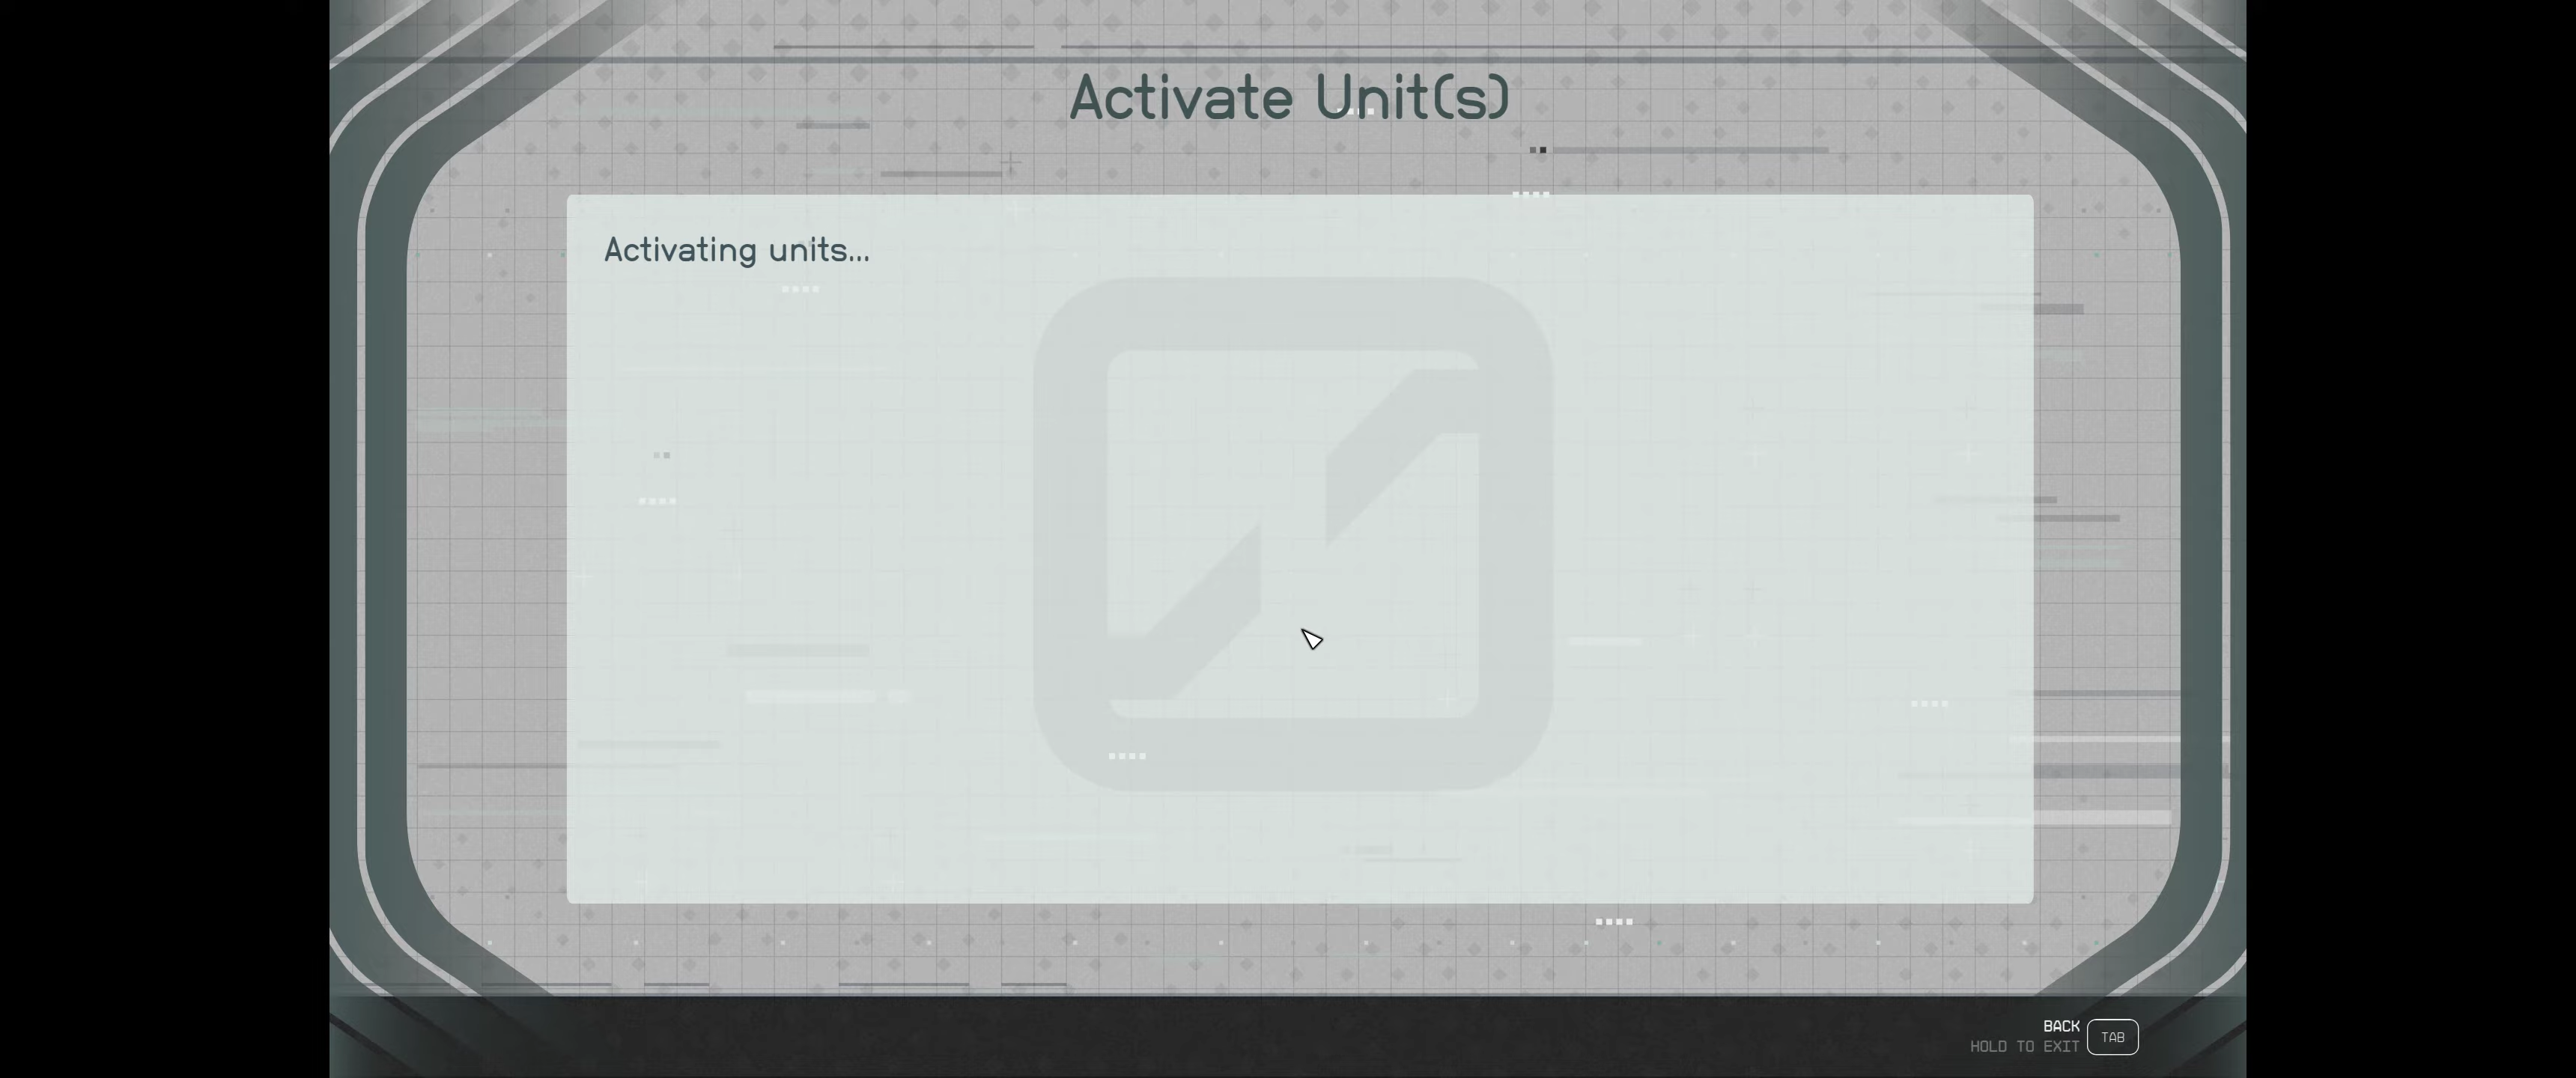 Activate Unit(s)
Activating units...
BACK
HOLD TO EXIT
TAB